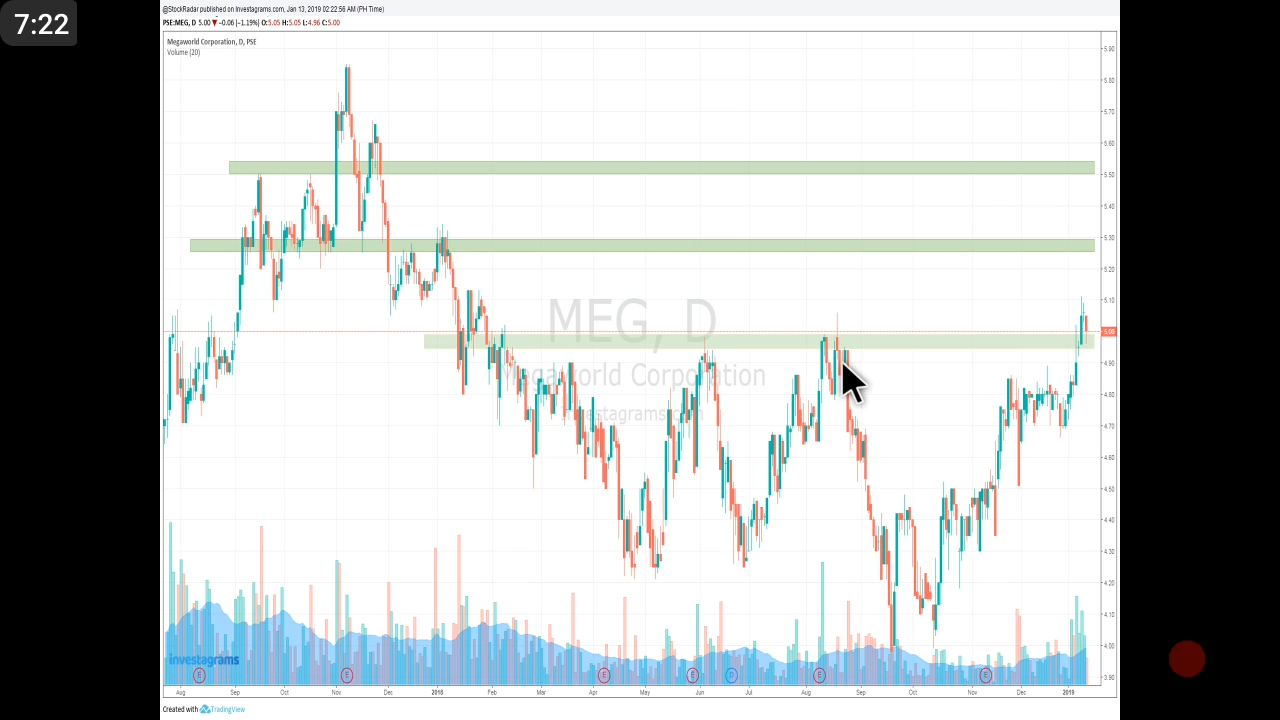 7:22
@StockRadar published on Investagrams.com, Jan 13, 2019 02:22:56 AM (PH Time)
PSE:MEG, D 5.00 ▼ −0.06 (−1.19%) O:5.05 H:5.05 L:4.96 C:5.00
Megaworld Corporation, D, PSE
Volume (20)
5.90
5.80
5.70
5.60
5.50
5.40
5.30
5.20
5.10
5.00
4.90
4.80
4.70
4.60
4.50
4.40
4.30
4.20
4.10
4.00
3.90
MEG, D
Megaworld Corporation
investagrams.com
investagrams
E E E E D E E
Aug Sep Oct Nov Dec 2018 Feb Mar Apr May Jun Jul Aug Sep Oct Nov Dec 2019
Created with TradingView